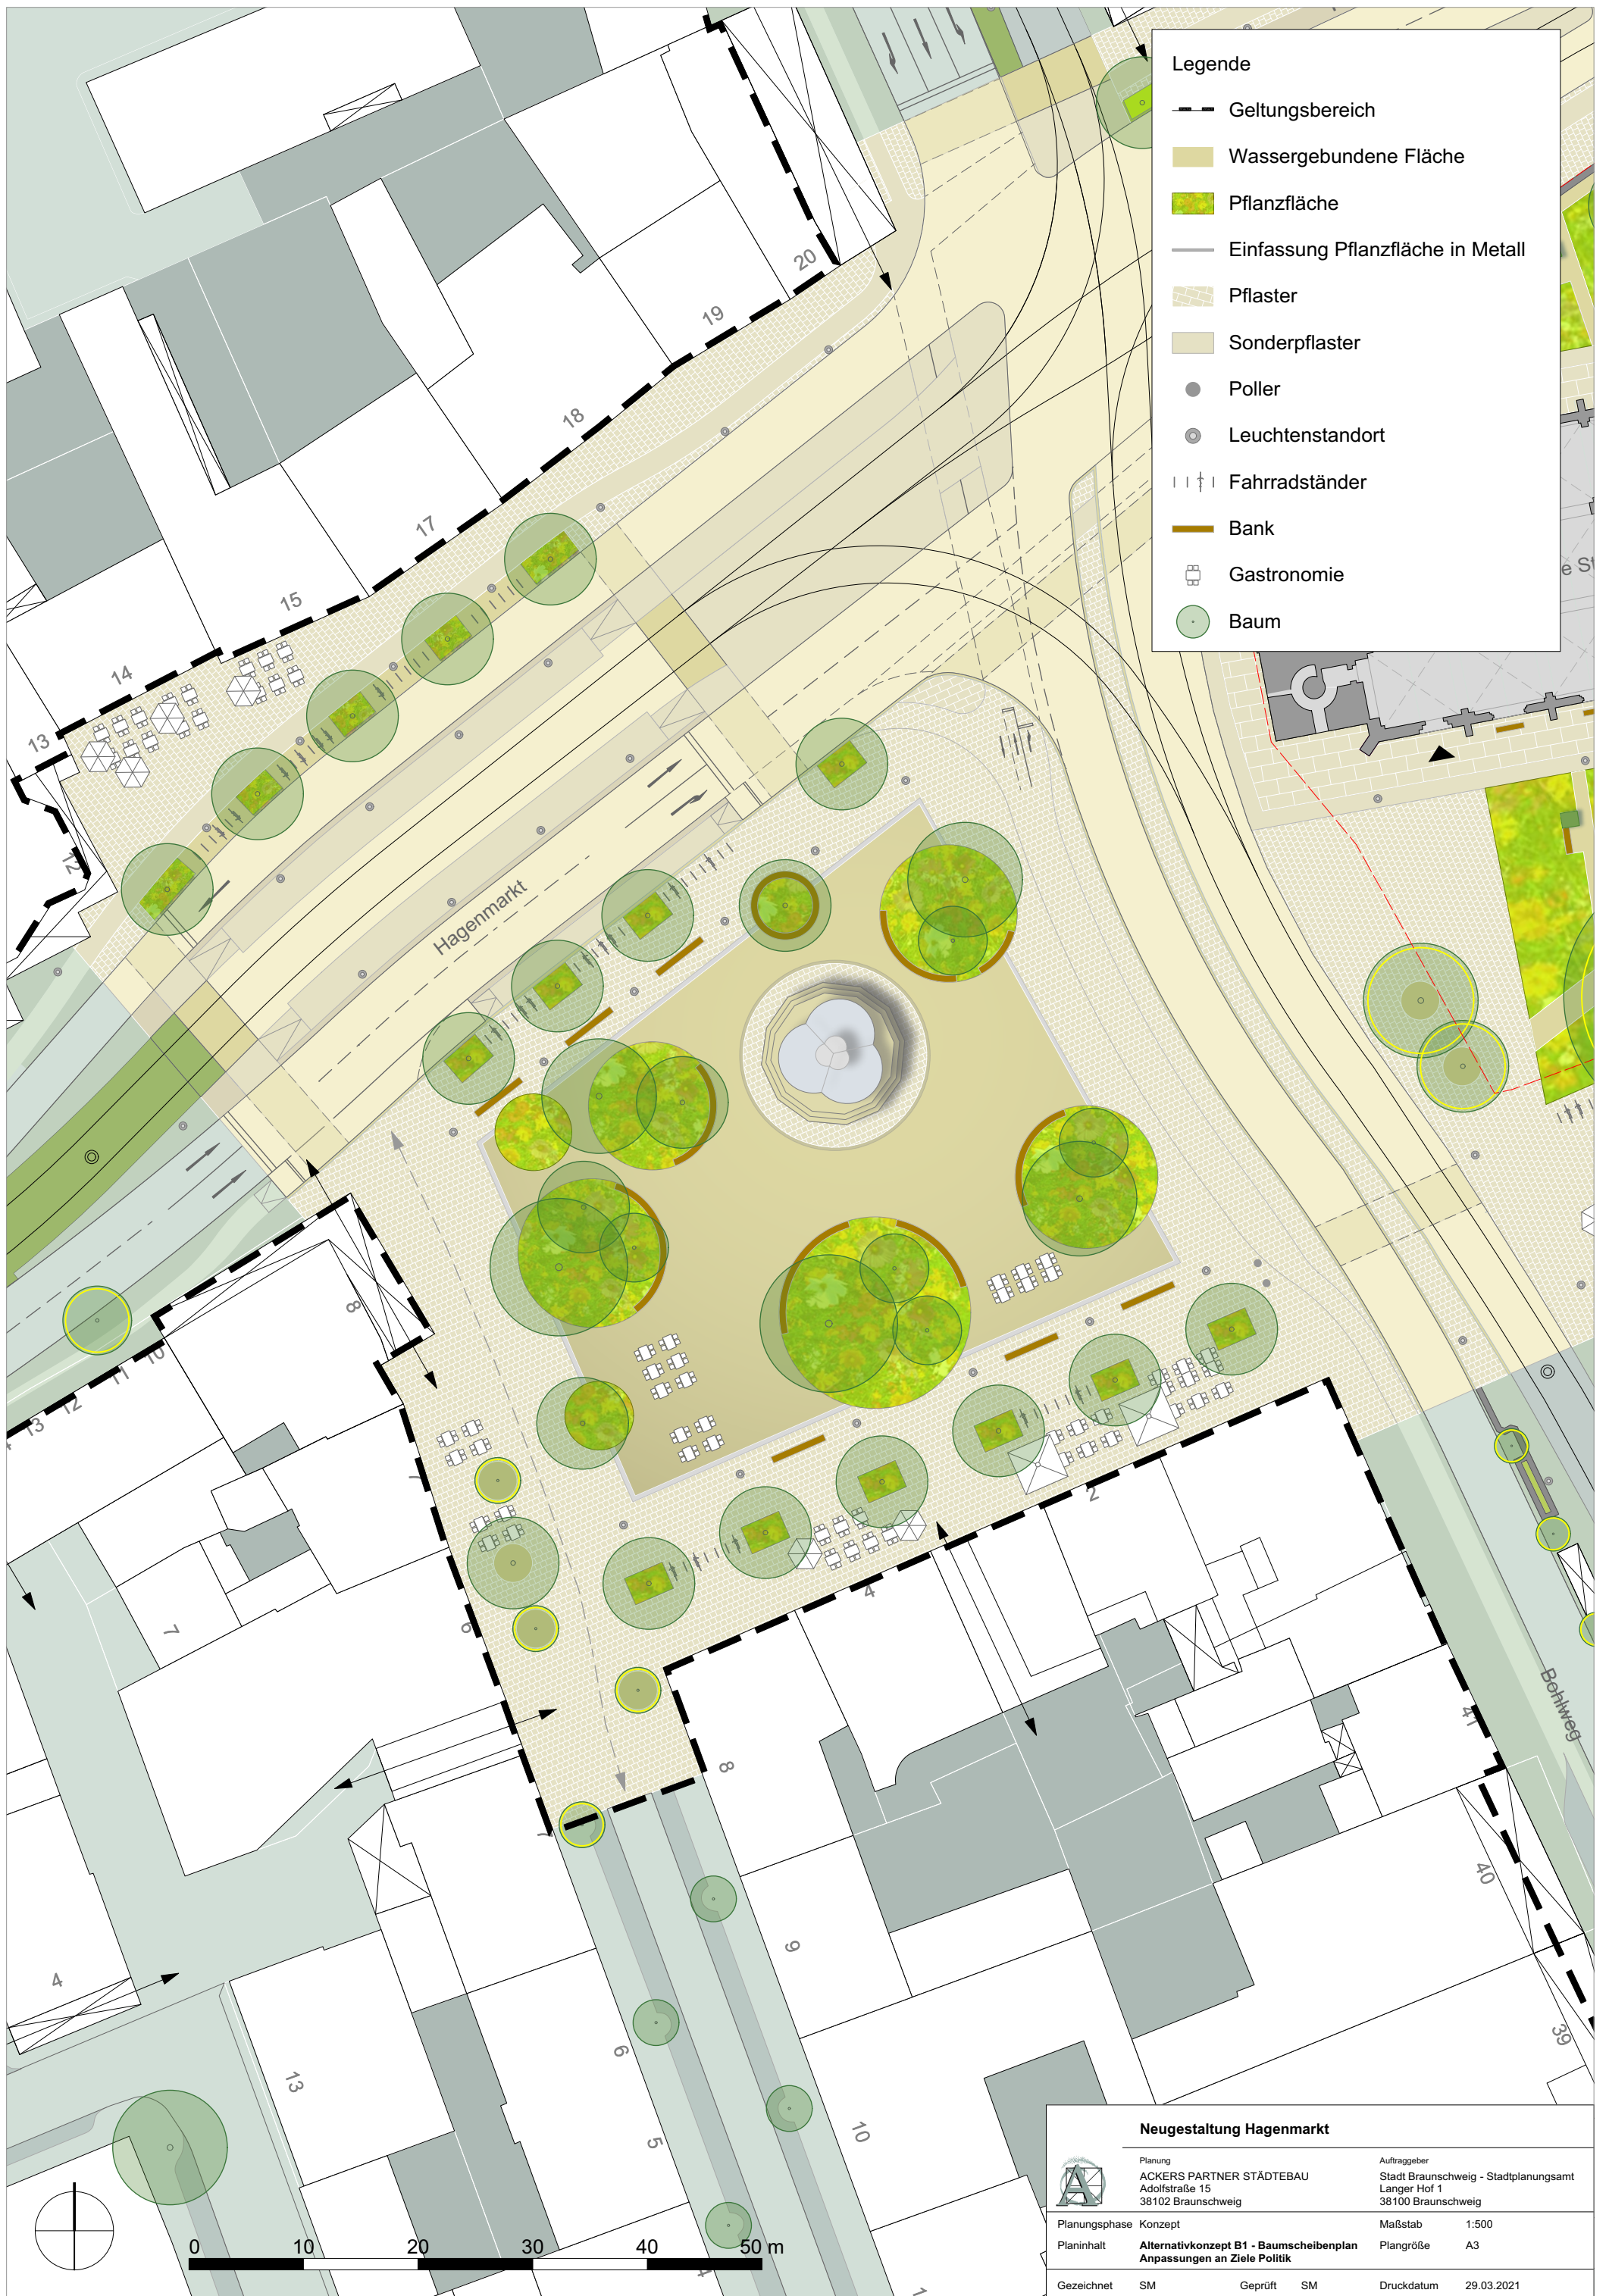 Legende
Geltungsbereich
Wassergebundene Fläche
Pflanzfläche
Einfassung Pflanzfläche in Metall
Pflaster
Sonderpflaster
Poller
Leuchtenstandort
Fahrradständer
Bank
Gastronomie
Baum
20
19
18
17
15
14
13
12
e St
Hagenmarkt
8
10
11
12
13
7
6
7
2
4
8
7
41
Bohlweg
40
39
9
6
5
10
4
13
0 10 20 30 40 50 m
Neugestaltung Hagenmarkt
Planung
ACKERS PARTNER STÄDTEBAU
Adolfstraße 15
38102 Braunschweig
Auftraggeber
Stadt Braunschweig - Stadtplanungsamt
Langer Hof 1
38100 Braunschweig
Planungsphase Konzept
Maßstab 1:500
Planinhalt Alternativkonzept B1 - Baumscheibenplan
Anpassungen an Ziele Politik
Plangröße A3
Gezeichnet SM Geprüft SM Druckdatum 29.03.2021